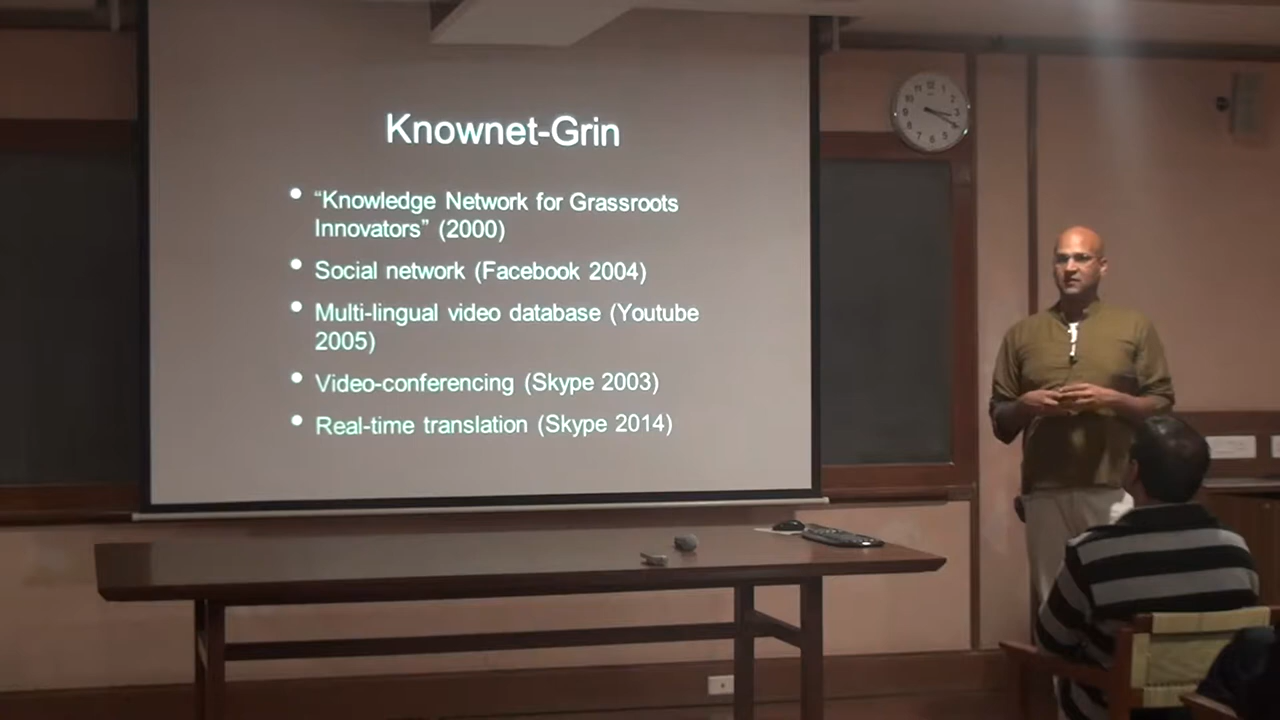 Knownet-Grin
• “Knowledge Network for Grassroots
Innovators” (2000)
• Social network (Facebook 2004)
• Multi-lingual video database (Youtube
2005)
• Video-conferencing (Skype 2003)
• Real-time translation (Skype 2014)